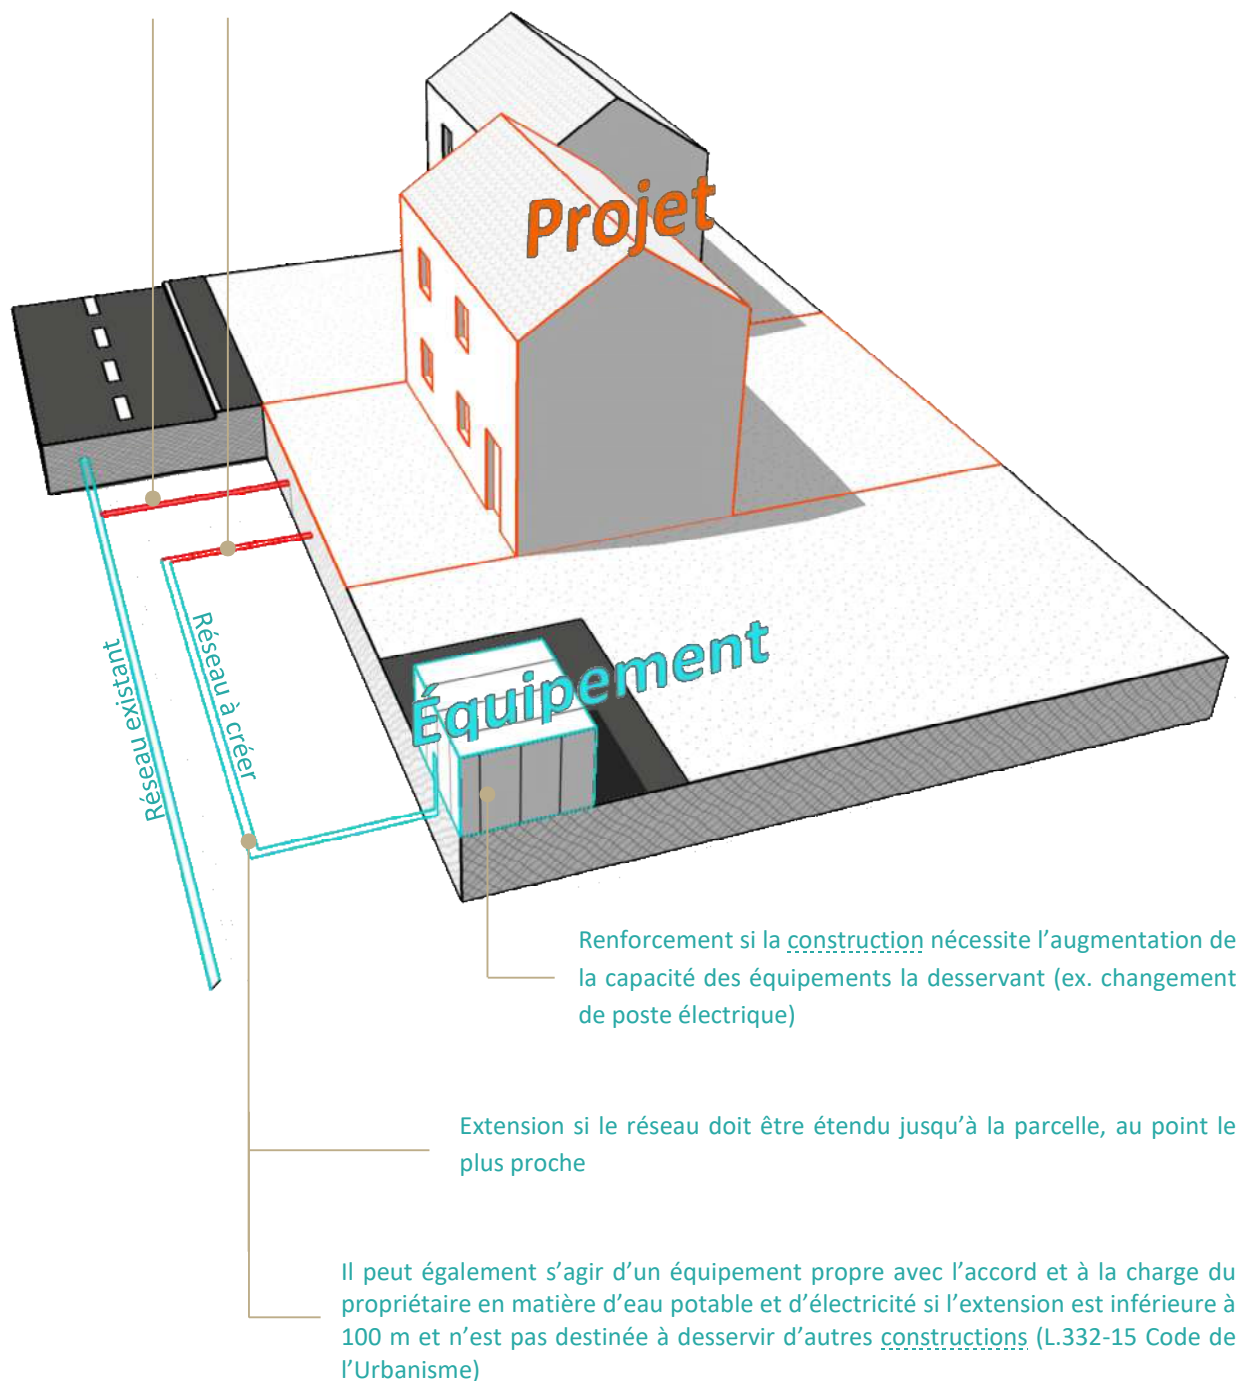 Projet
Équipement
Réseau existant
Réseau à créer
Renforcement si la construction nécessite l’augmentation de
la capacité des équipements la desservant (ex. changement
de poste électrique)
Extension si le réseau doit être étendu jusqu’à la parcelle, au point le
plus proche
Il peut également s’agir d’un équipement propre avec l’accord et à la charge du
propriétaire en matière d’eau potable et d’électricité si l’extension est inférieure à
100 m et n’est pas destinée à desservir d’autres constructions (L.332-15 Code de
l’Urbanisme)